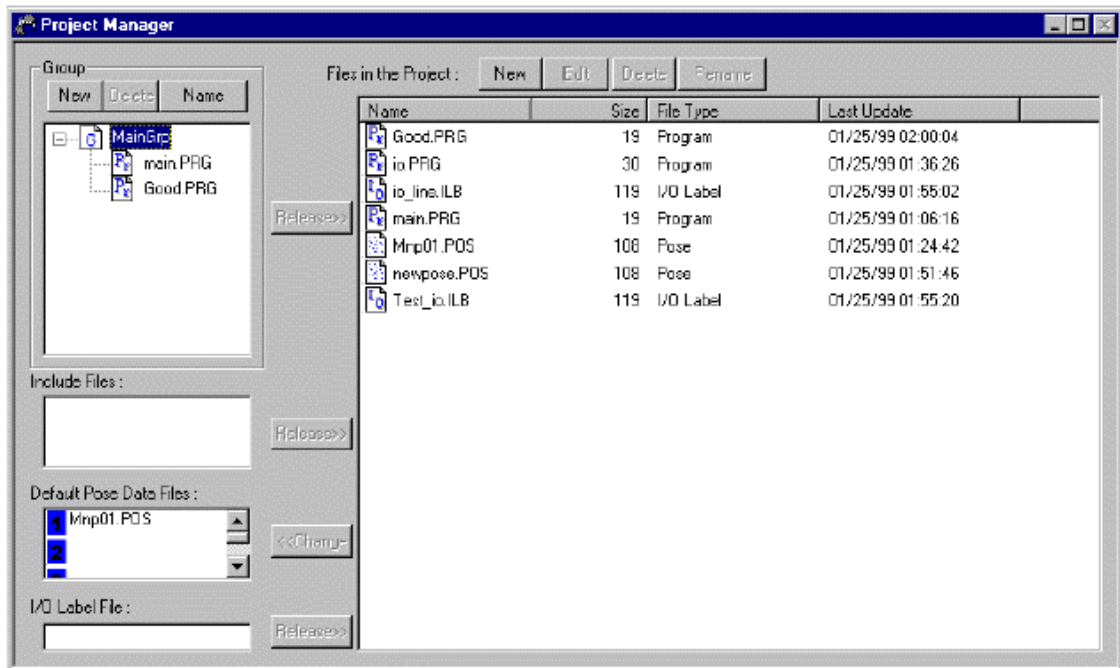 Project Manager
Group
New Delete Name
MainGrp
main.PRG
Good.PRG
Include Files :
Default Pose Data Files :
1 Mnp01.POS
2
I/O Label File :
Release>>
Release>>
<<Change
Release>>
Files in the Project : New Edit Delete Rename
Name Size File Type Last Update
Good.PRG 19 Program 01/25/99 02:00:04
io.PRG 30 Program 01/25/99 01:36:26
io_line.ILB 119 I/O Label 01/25/99 01:55:02
main.PRG 19 Program 01/25/99 01:06:16
Mnp01.POS 108 Pose 01/25/99 01:24:42
newpose.POS 108 Pose 01/25/99 01:51:46
Test_io.ILB 119 I/O Label 01/25/99 01:55:20